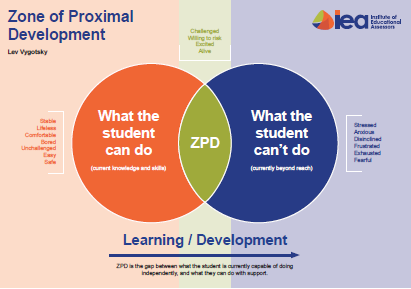 Zone of Proximal
Development
Lev Vygotsky
Challenged
Willing to risk
Excited
Alive
iea
Institute of
Educational
Assessors
Stable
Lifeless
Comfortable
Bored
Unchallenged
Easy
Safe
What the
student
can do
(current knowledge and skills)
ZPD
What the
student
can't do
(currently beyond reach)
Stressed
Anxious
Disinclined
Frustrated
Exhausted
Fearful
Learning / Development
ZPD is the gap between what the student is currently capable of doing
independently, and what they can do with support.